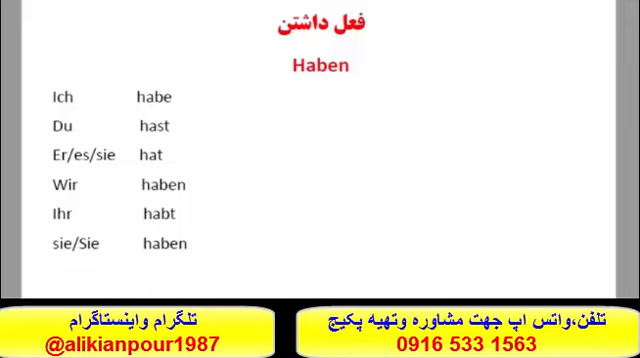 فعل داشتن
Haben
Ich habe
Du hast
Er/es/sie hat
Wir haben
Ihr habt
sie/Sie haben
تلگرام واینستاگرام
@alikianpour1987
تلفن،واتس اپ جهت مشاوره وتهیه پکیج
0916 533 1563